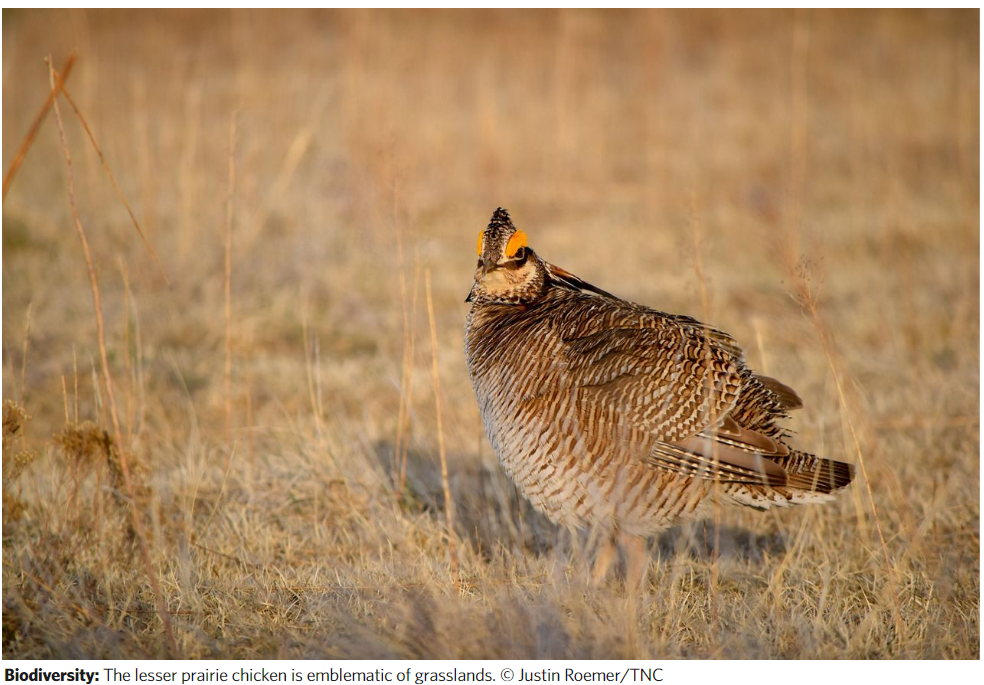 Biodiversity: The lesser prairie chicken is emblematic of grasslands. © Justin Roemer/TNC